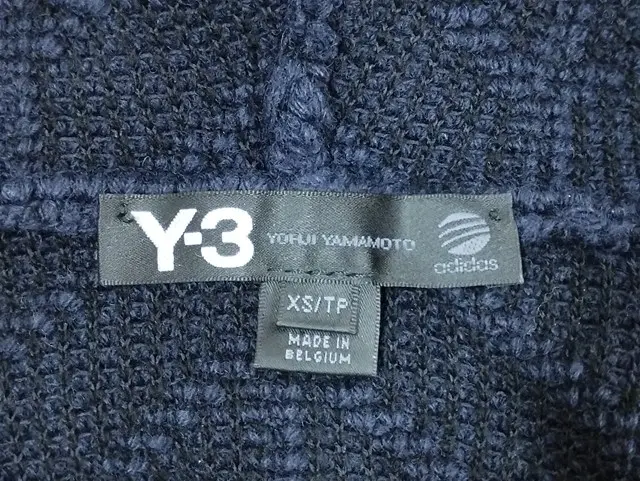 Y-3 YOHJI YAMAMOTO adidas
XS/TP
MADE IN
BELGIUM